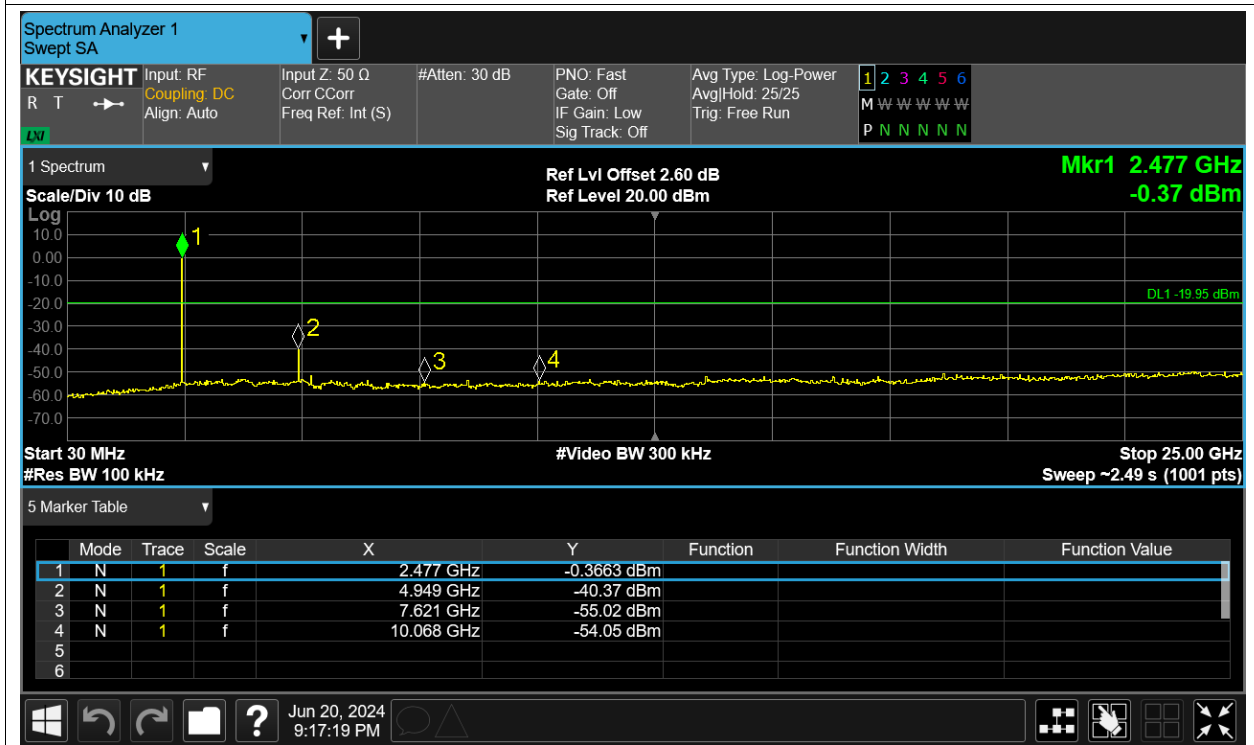 Spectrum Analyzer 1
Swept SA
+
KEYSIGHT Input: RF Input Z: 50 Ω #Atten: 30 dB PNO: Fast Avg Type: Log-Power 1 2 3 4 5 6
R T Coupling: DC Corr CCorr Gate: Off Avg|Hold: 25/25 M W W W W W
Align: Auto Freq Ref: Int (S) IF Gain: Low Trig: Free Run
LXI Sig Track: Off P N N N N N
1 Spectrum Ref Lvl Offset 2.60 dB Mkr1 2.477 GHz
Scale/Div 10 dB Ref Level 20.00 dBm -0.37 dBm
Log
10.0 1
0.00
-10.0
-20.0 DL1 -19.95 dBm
-30.0 2
-40.0 3 4
-50.0
-60.0
-70.0
Start 30 MHz #Video BW 300 kHz Stop 25.00 GHz
#Res BW 100 kHz Sweep ~2.49 s (1001 pts)
5 Marker Table
Mode Trace Scale X Y Function Function Width Function Value
1 N 1 f 2.477 GHz -0.3663 dBm
2 N 1 f 4.949 GHz -40.37 dBm
3 N 1 f 7.621 GHz -55.02 dBm
4 N 1 f 10.068 GHz -54.05 dBm
5
6
? Jun 20, 2024
9:17:19 PM